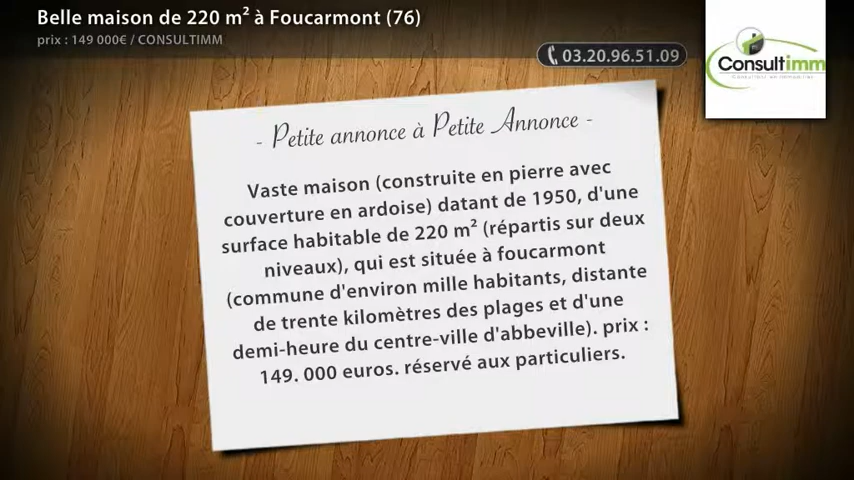 Belle maison de 220 m² à Foucarmont (76)
prix : 149 000€ / CONSULTIMM
03.20.96.51.09
Consultimm
- Petite annonce à Petite Annonce -
Vaste maison (construite en pierre avec
couverture en ardoise) datant de 1950, d'une
surface habitable de 220 m² (répartis sur deux
niveaux), qui est située à foucarmont
(commune d'environ mille habitants, distante
de trente kilomètres des plages et d'une
demi-heure du centre-ville d'abbeville). prix :
149. 000 euros. réservé aux particuliers.